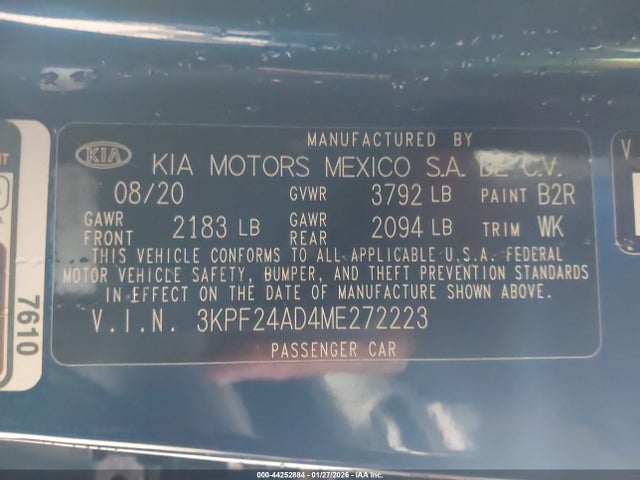 MANUFACTURED BY
KIA KIA MOTORS MEXICO S.A. DE C.V.
08/20 GVWR 3792 LB PAINT B2R
GAWR FRONT 2183 LB GAWR REAR 2094 LB TRIM WK
THIS VEHICLE CONFORMS TO ALL APPLICABLE U.S.A. FEDERAL
MOTOR VEHICLE SAFETY, BUMPER, AND THEFT PREVENTION STANDARDS
IN EFFECT ON THE DATE OF MANUFACTURE SHOWN ABOVE.
V.I.N. 3KPF24AD4ME272223
PASSENGER CAR
7610
V
000-44252884 | 01/27/2026 - IAA Inc.